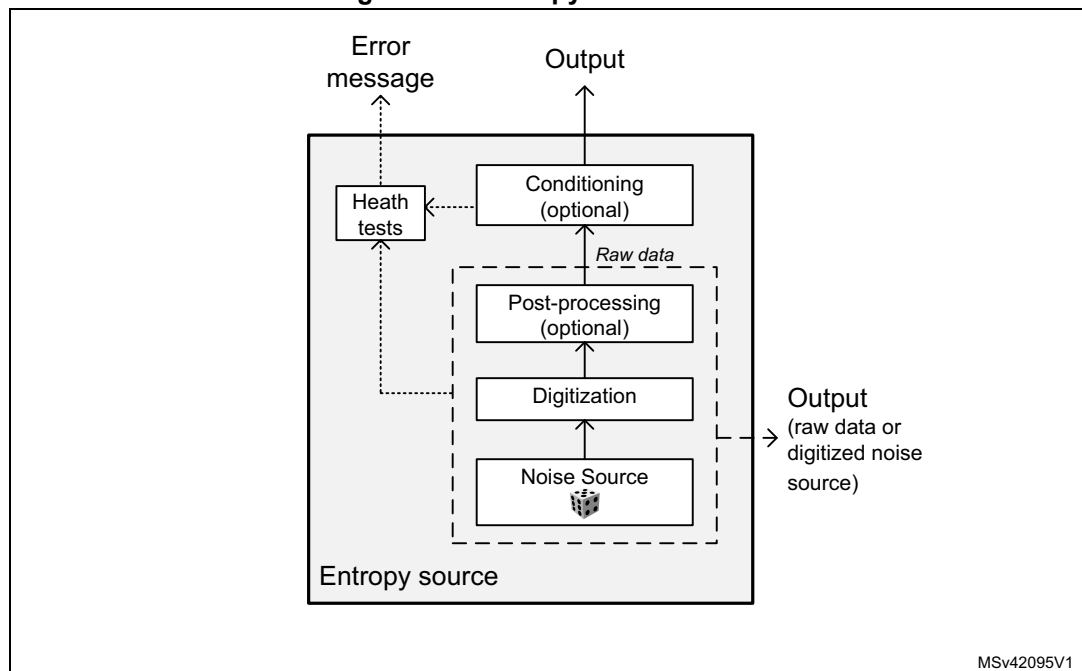 Error
message
Output
Conditioning
(optional)
Heath
tests
Raw data
Post-processing
(optional)
Digitization
Output
(raw data or
digitized noise
source)
Noise Source
Entropy source
MSv42095V1